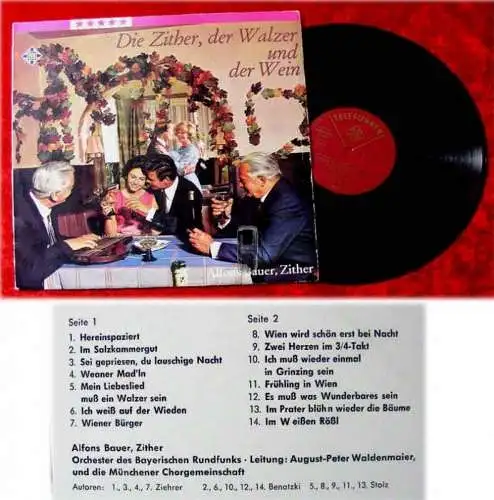 Die Zither, der Walzer
und
der Wein
TELEFUNKEN
Alfons Bauer, Zither
Seite 1
1. Hereinspaziert
2. Im Salzkammergut
3. Sei gepriesen, du lauschige Nacht
4. Weaner Mad'ln
5. Mein Liebeslied
muß ein Walzer sein
6. Ich weiß auf der Wieden
7. Wiener Bürger
Seite 2
8. Wien wird schön erst bei Nacht
9. Zwei Herzen im 3/4-Takt
10. Ich muß wieder einmal
in Grinzing sein
11. Frühling in Wien
12. Es muß was Wunderbares sein
13. Im Prater blühn wieder die Bäume
14. Im Weißen Rößl
Alfons Bauer, Zither
Orchester des Bayerischen Rundfunks · Leitung: August-Peter Waldenmaier,
und die Münchener Chorgemeinschaft
Autoren: 1., 3., 4., 7. Ziehrer 2., 6., 10., 12., 14. Benatzki 5., 8., 9., 11., 13. Stolz